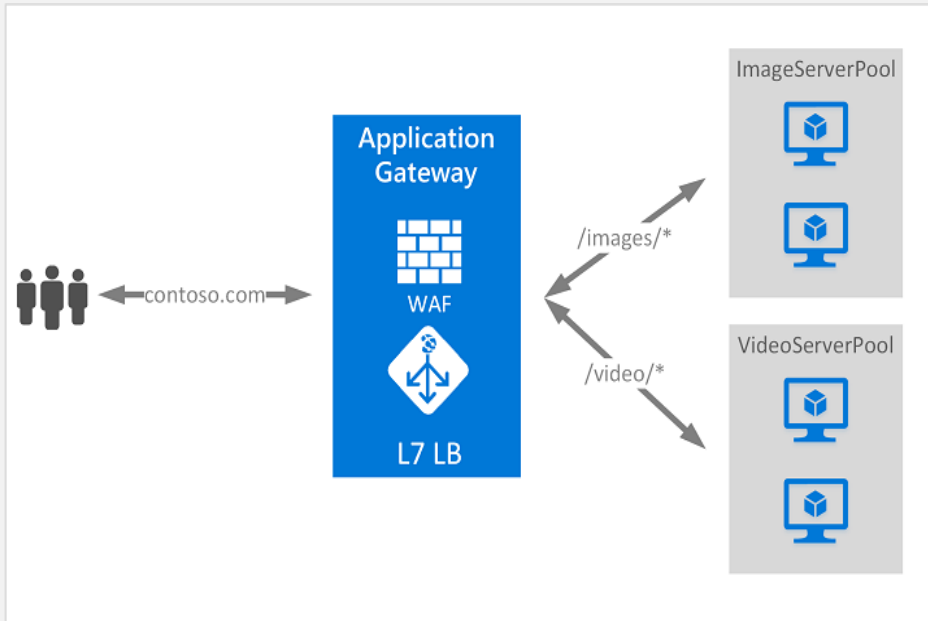 Application
Gateway
WAF
L7 LB
contoso.com
/images/*
/video/*
ImageServerPool
VideoServerPool